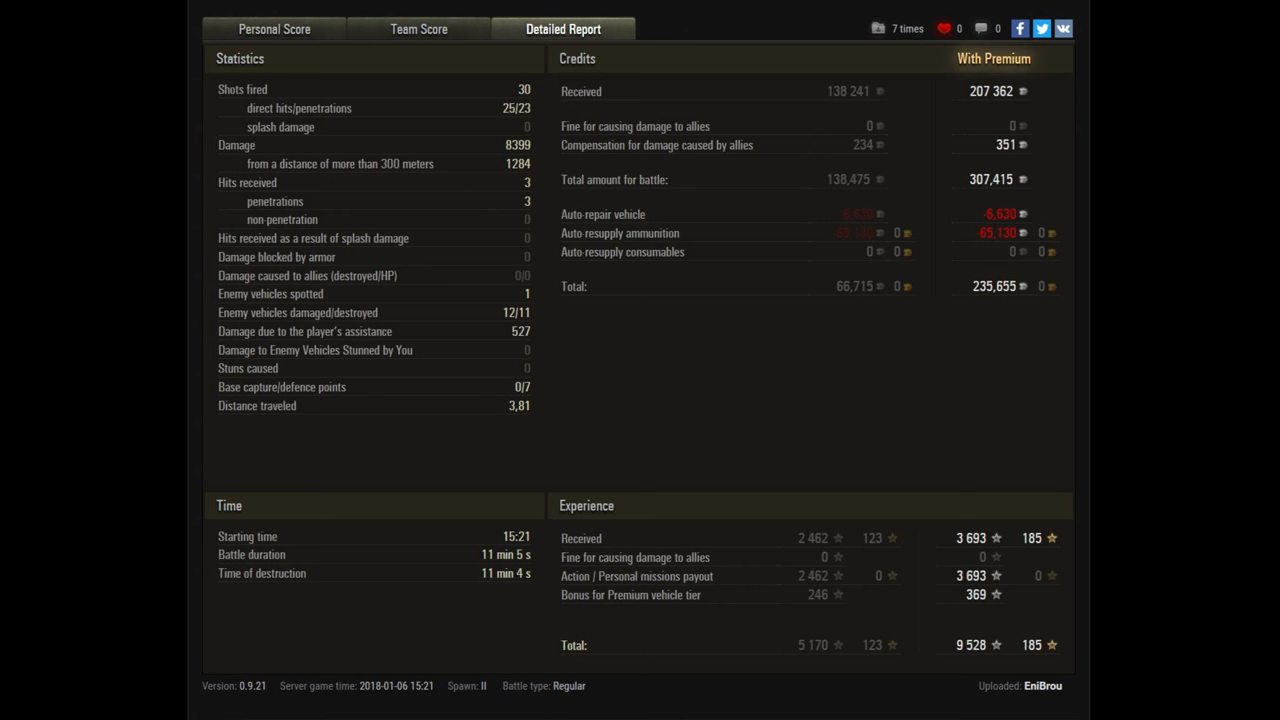 Personal Score Team Score Detailed Report 7 times 0 0
Statistics
Shots fired 30
direct hits/penetrations 25/23
splash damage 0
Damage 8399
from a distance of more than 300 meters 1284
Hits received 3
penetrations 3
non-penetration 0
Hits received as a result of splash damage 0
Damage blocked by armor 0
Damage caused to allies (destroyed/HP) 0/0
Enemy vehicles spotted 1
Enemy vehicles damaged/destroyed 12/11
Damage due to the player's assistance 527
Damage to Enemy Vehicles Stunned by You 0
Stuns caused 0
Base capture/defence points 0/7
Distance traveled 3,81
Credits With Premium
Received 138 241 207 362
Fine for causing damage to allies 0 0
Compensation for damage caused by allies 234 351
Total amount for battle: 138,475 307,415
Auto-repair vehicle -6,630 -6,630
Auto-resupply ammunition -65,130 0 -65,130 0
Auto-resupply consumables 0 0 0 0
Total: 66,715 0 235,655 0
Time
Starting time 15:21
Battle duration 11 min 5 s
Time of destruction 11 min 4 s
Experience
Received 2 462 123 3 693 185
Fine for causing damage to allies 0 0
Action / Personal missions payout 2 462 0 3 693 0
Bonus for Premium vehicle tier 246 369
Total: 5 170 123 9 528 185
Version: 0.9.21 Server game time: 2018-01-06 15:21 Spawn: II Battle type: Regular Uploaded: EniBrou